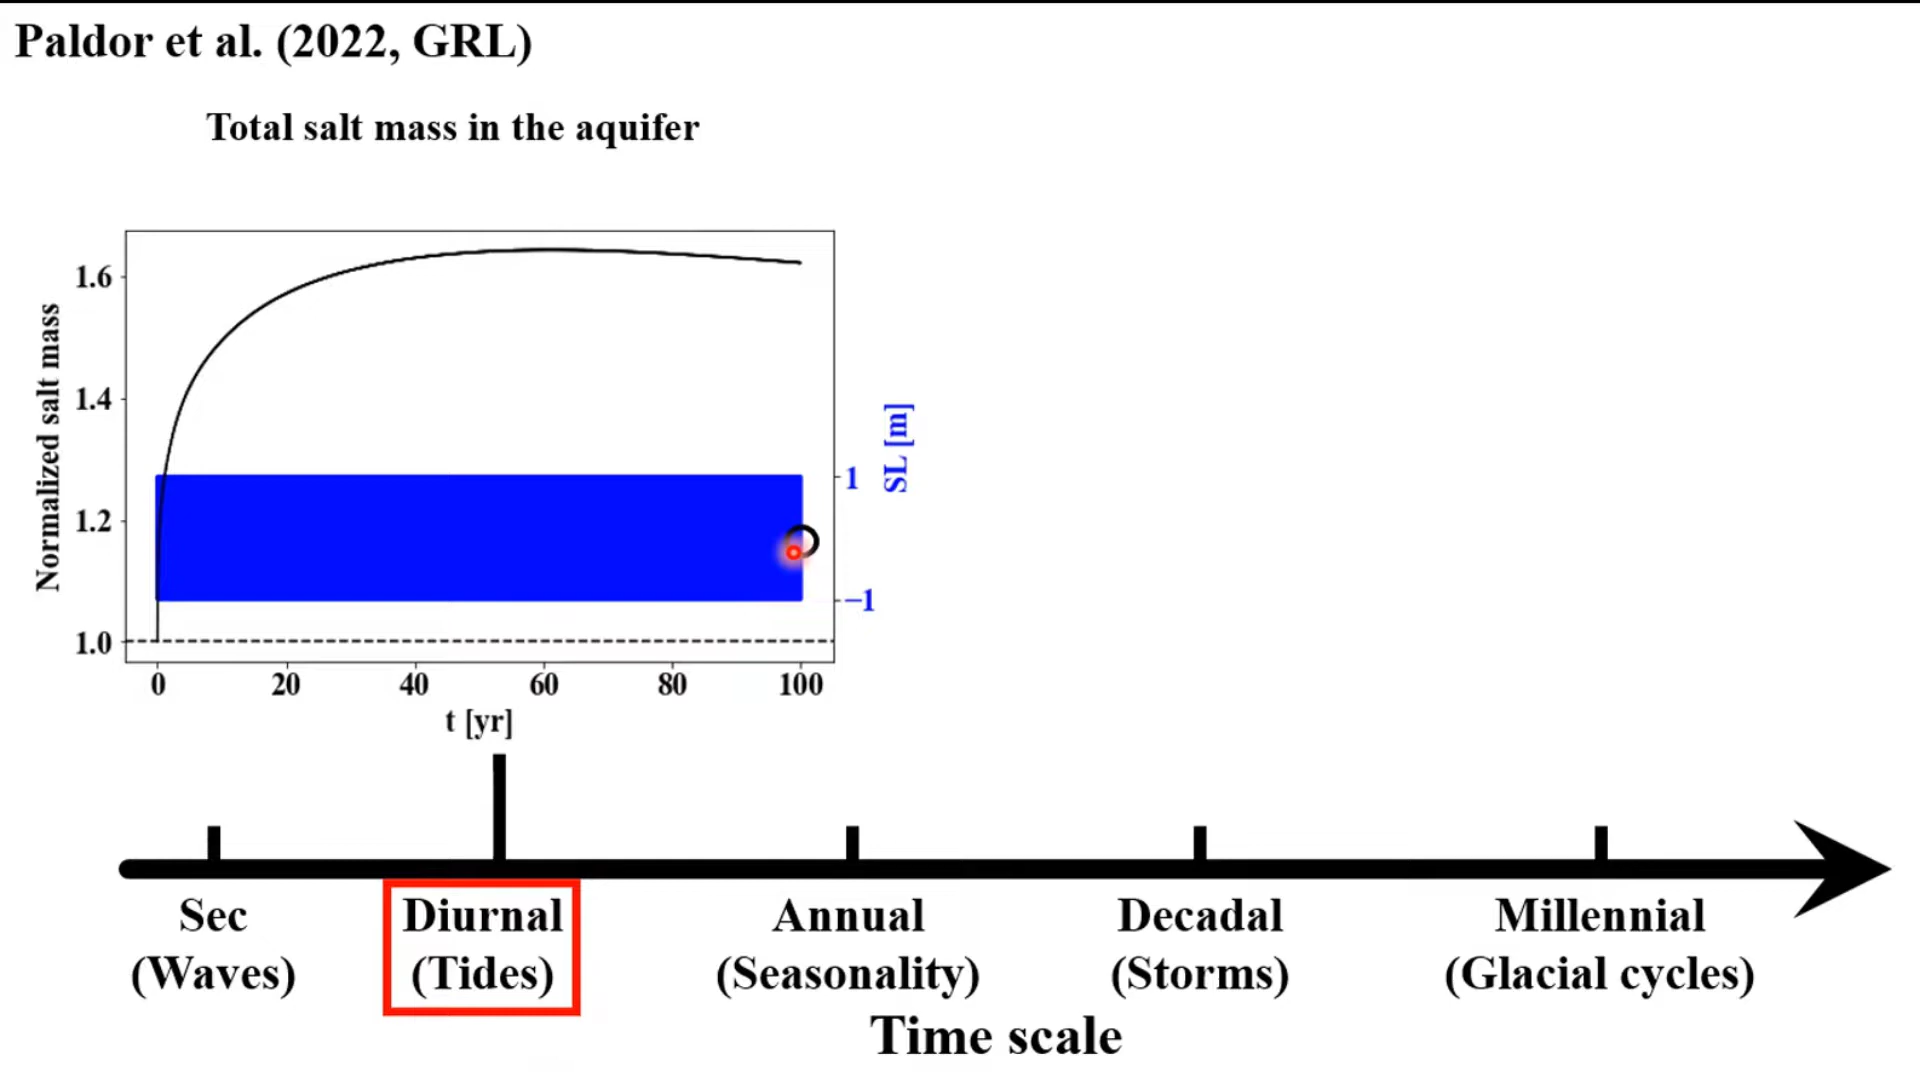 Paldor et al. (2022, GRL)
Total salt mass in the aquifer
Normalized salt mass
1.6
1.4
1.2
1.0
SL [m]
1
−1
0 20 40 60 80 100
t [yr]
Sec
(Waves)
Diurnal
(Tides)
Annual
(Seasonality)
Decadal
(Storms)
Millennial
(Glacial cycles)
Time scale